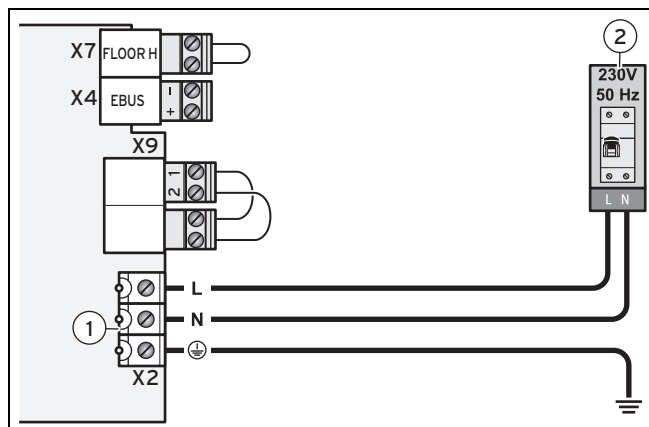 X7 FLOOR H
X4 EBUS - +
X9
1
2
L
N
1
X2
2
230V
50 Hz
L N